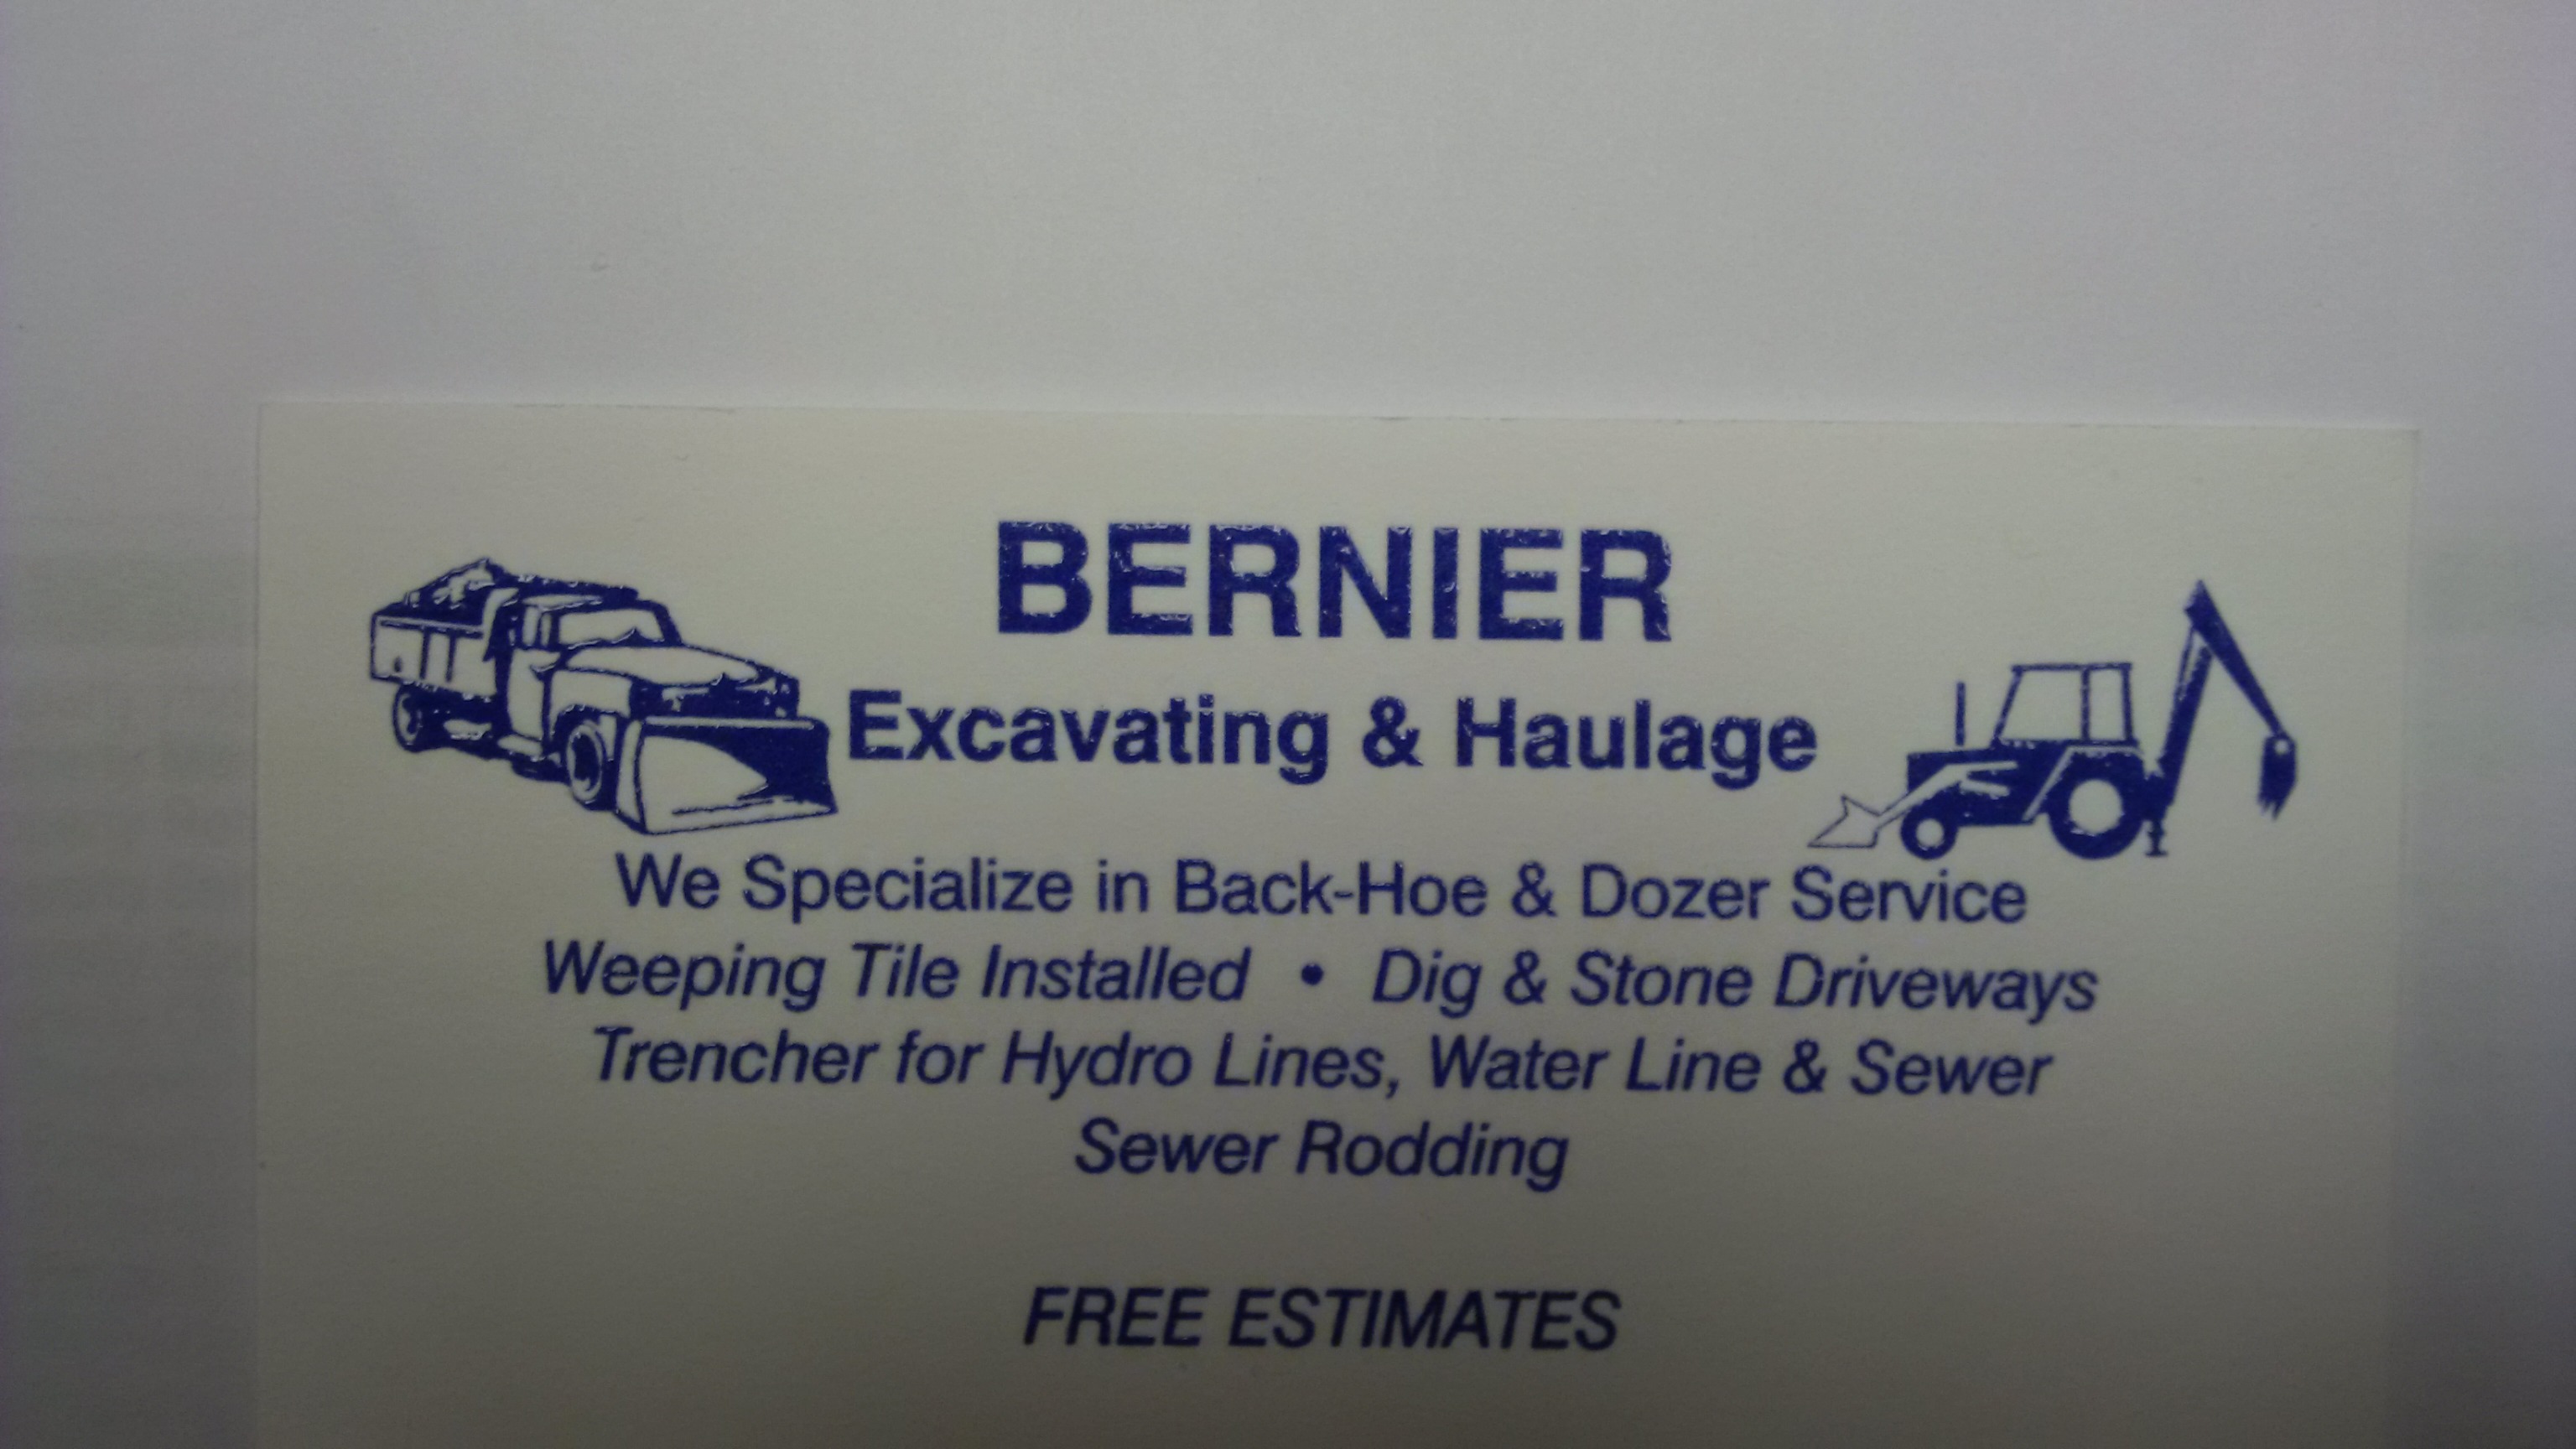 BERNIER
Excavating & Haulage
We Specialize in Back-Hoe & Dozer Service
Weeping Tile Installed • Dig & Stone Driveways
Trencher for Hydro Lines, Water Line & Sewer
Sewer Rodding
FREE ESTIMATES